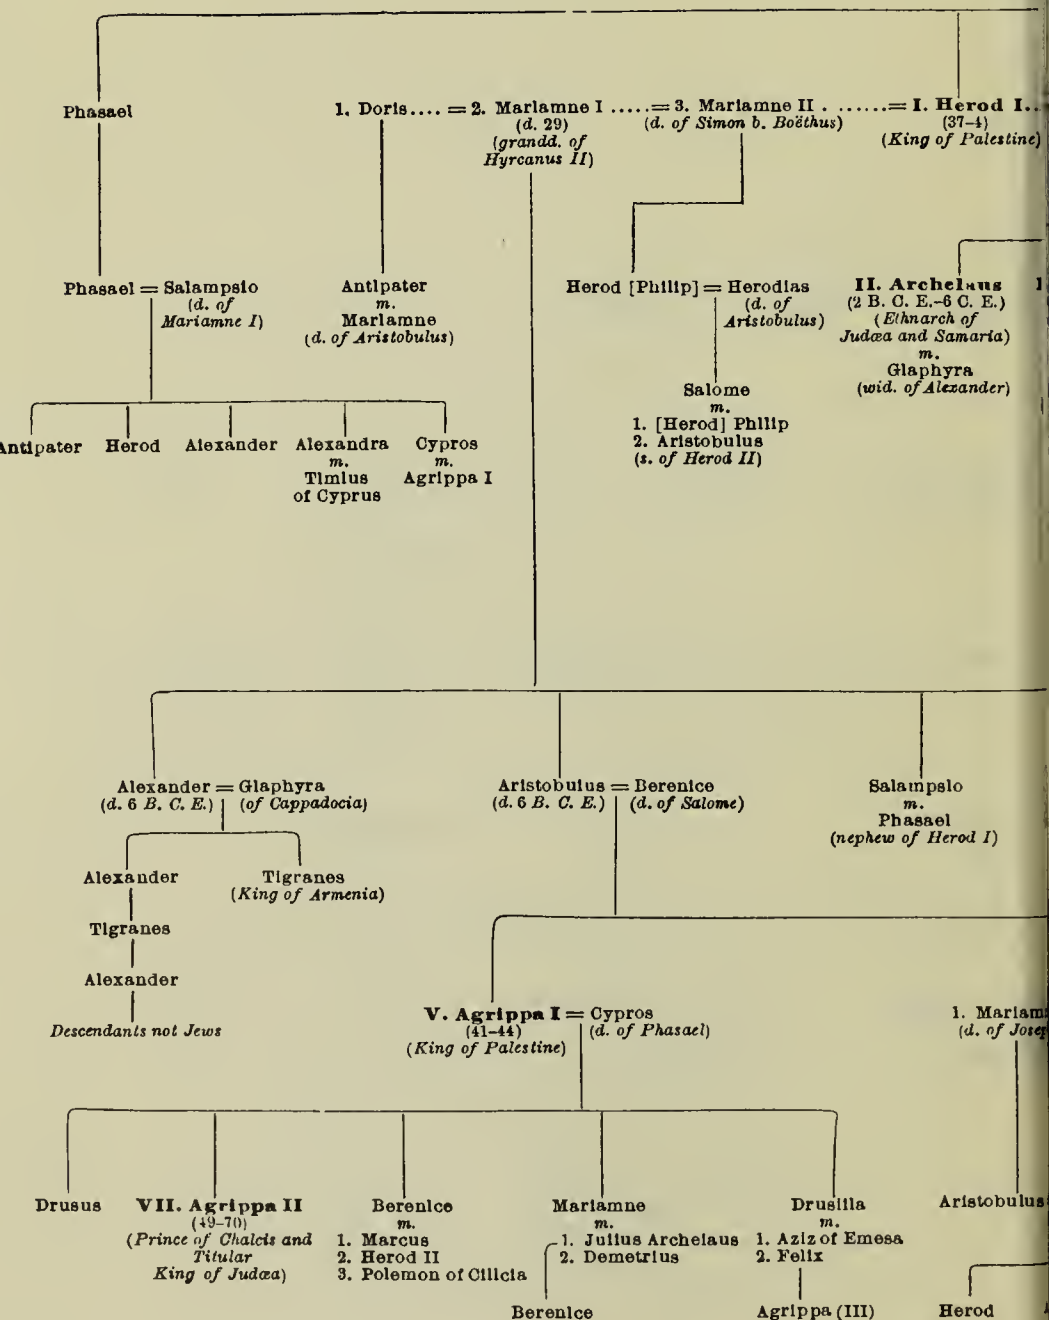 Phasael
1. Doris.... = 2. Mariamne I .....= 3. Mariamne II . ......= I. Herod I..
(d. 29)
(grandd. of
Hyrcanus II)
(d. of Simon b. Boëthus)
(37-4)
(King of Palestine)
Phasael = Salampsio
(d. of
Mariamne I)
Antipater
m.
Mariamne
(d. of Aristobulus)
Herod [Philip] = Herodias
(d. of
Aristobulus)
II. Archelaus
(2 B. C. E.-6 C. E.)
(Ethnarch of
Judæa and Samaria)
m.
Glaphyra
(wid. of Alexander)
1
Salome
m.
1. [Herod] Philip
2. Aristobulus
(s. of Herod II)
Antipater
Herod
Alexander
Alexandra
m.
Timius
of Cyprus
Cypros
m.
Agrippa I
Alexander = Glaphyra
(d. 6 B. C. E.)
(of Cappadocia)
Aristobulus = Berenice
(d. 6 B. C. E.)
(d. of Salome)
Salampsio
m.
Phasael
(nephew of Herod I)
Alexander
Tigranes
(King of Armenia)
Tigranes
Alexander
Descendants not Jews
V. Agrippa I = Cypros
(41-44)
(King of Palestine)
(d. of Phasael)
1. Mariam
(d. of Josep
Drusus
VII. Agrippa II
(49-70)
(Prince of Chalcis and
Titular
King of Judæa)
Berenice
m.
1. Marcus
2. Herod II
3. Polemon of Cilicia
Mariamne
m.
1. Julius Archelaus
2. Demetrius
Drusilla
m.
1. Aziz of Emesa
2. Felix
Aristobulus
Berenice
Agrippa (III)
Herod